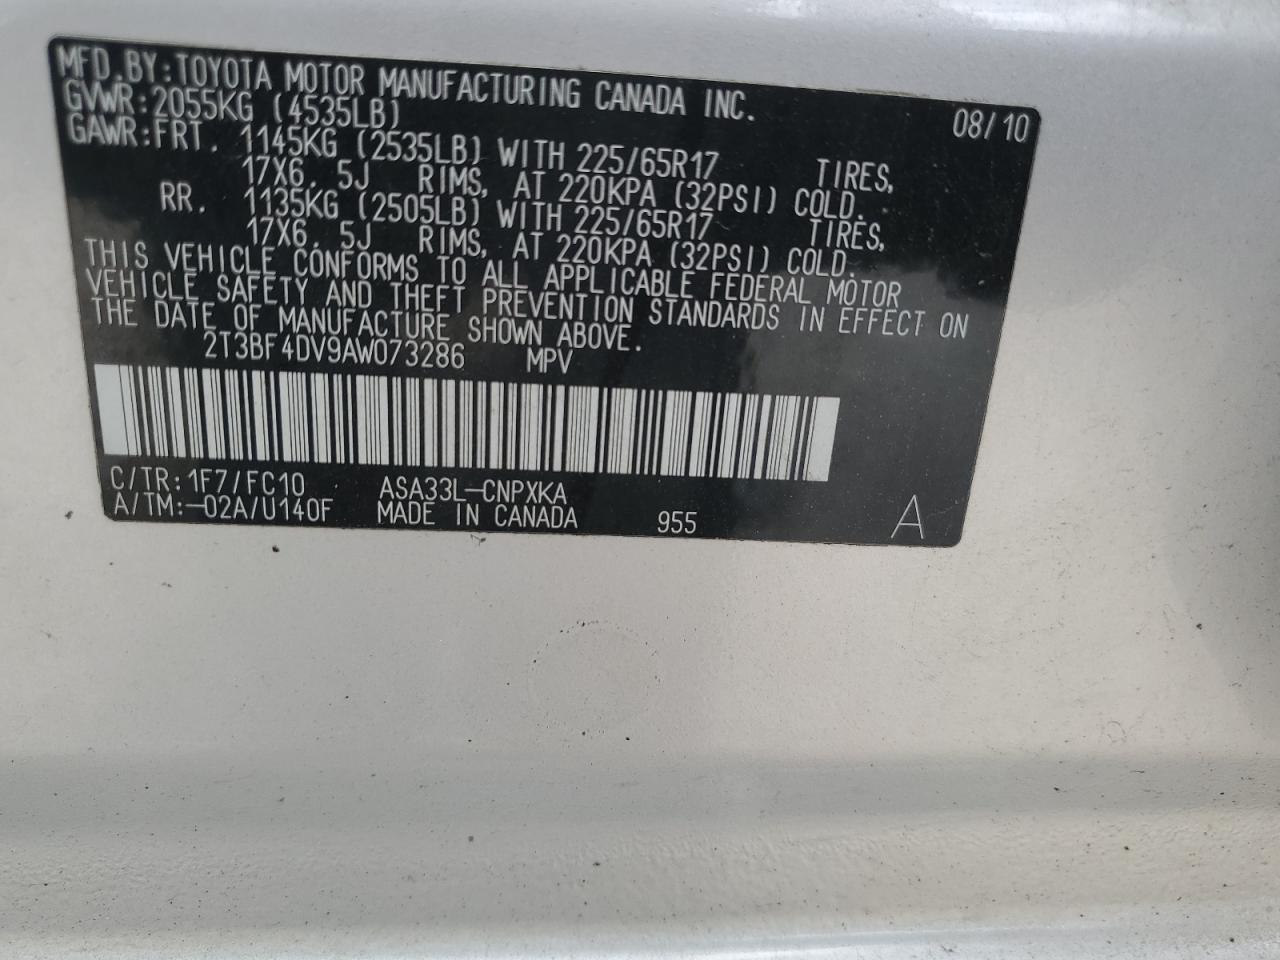 MFD.BY:TOYOTA MOTOR MANUFACTURING CANADA INC. 08/10
GVWR:2055KG (4535LB)
GAWR:FRT. 1145KG (2535LB) WITH 225/65R17 TIRES,
17X6.5J RIMS, AT 220KPA (32PSI) COLD.
RR. 1135KG (2505LB) WITH 225/65R17 TIRES,
17X6.5J RIMS, AT 220KPA (32PSI) COLD.
THIS VEHICLE CONFORMS TO ALL APPLICABLE FEDERAL MOTOR
VEHICLE SAFETY AND THEFT PREVENTION STANDARDS IN EFFECT ON
THE DATE OF MANUFACTURE SHOWN ABOVE.
2T3BF4DV9AW073286 MPV
C/TR:1F7/FC10 ASA33L-CNPXKA
A/TM:-02A/U140F MADE IN CANADA 955 A